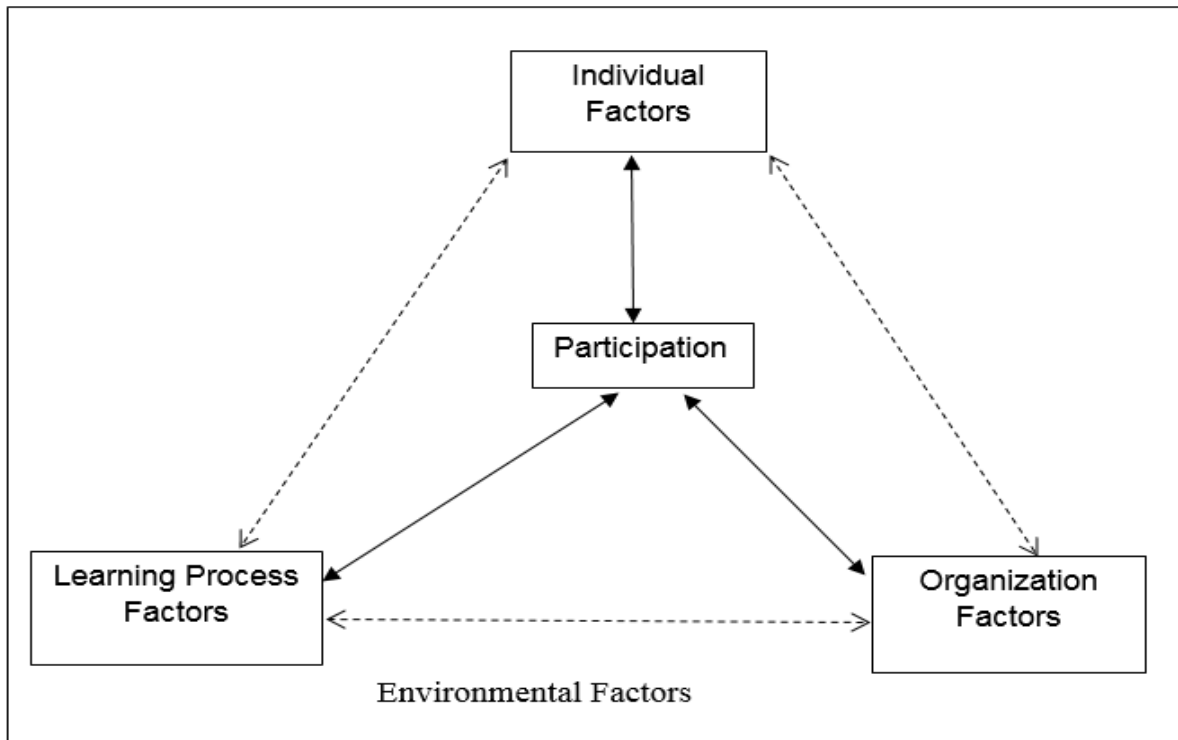 Individual
Factors
Participation
Learning Process
Factors
Organization
Factors
Environmental Factors